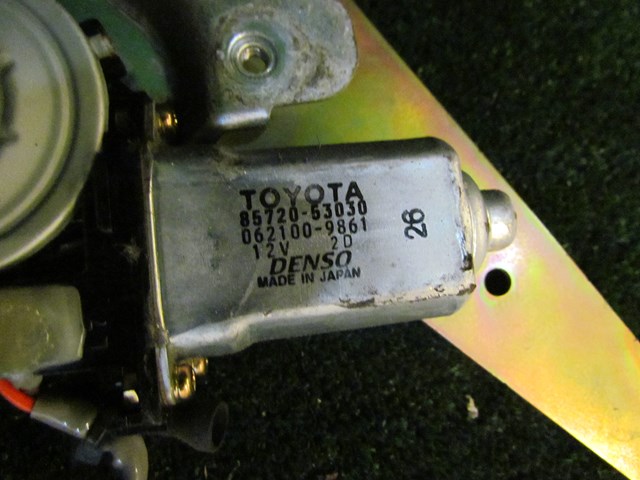 TOYOTA
85720-53030
062100-9861
12V 2D
DENSO
MADE IN JAPAN
26